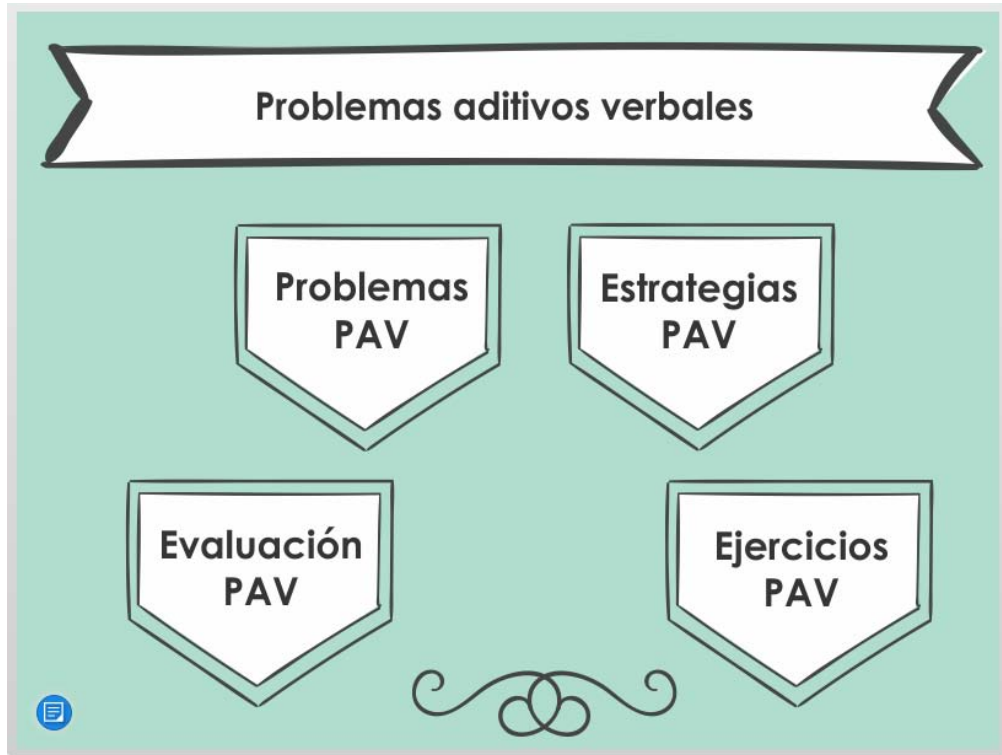 Problemas aditivos verbales
Problemas
PAV
Estrategias
PAV
Evaluación
PAV
Ejercicios
PAV